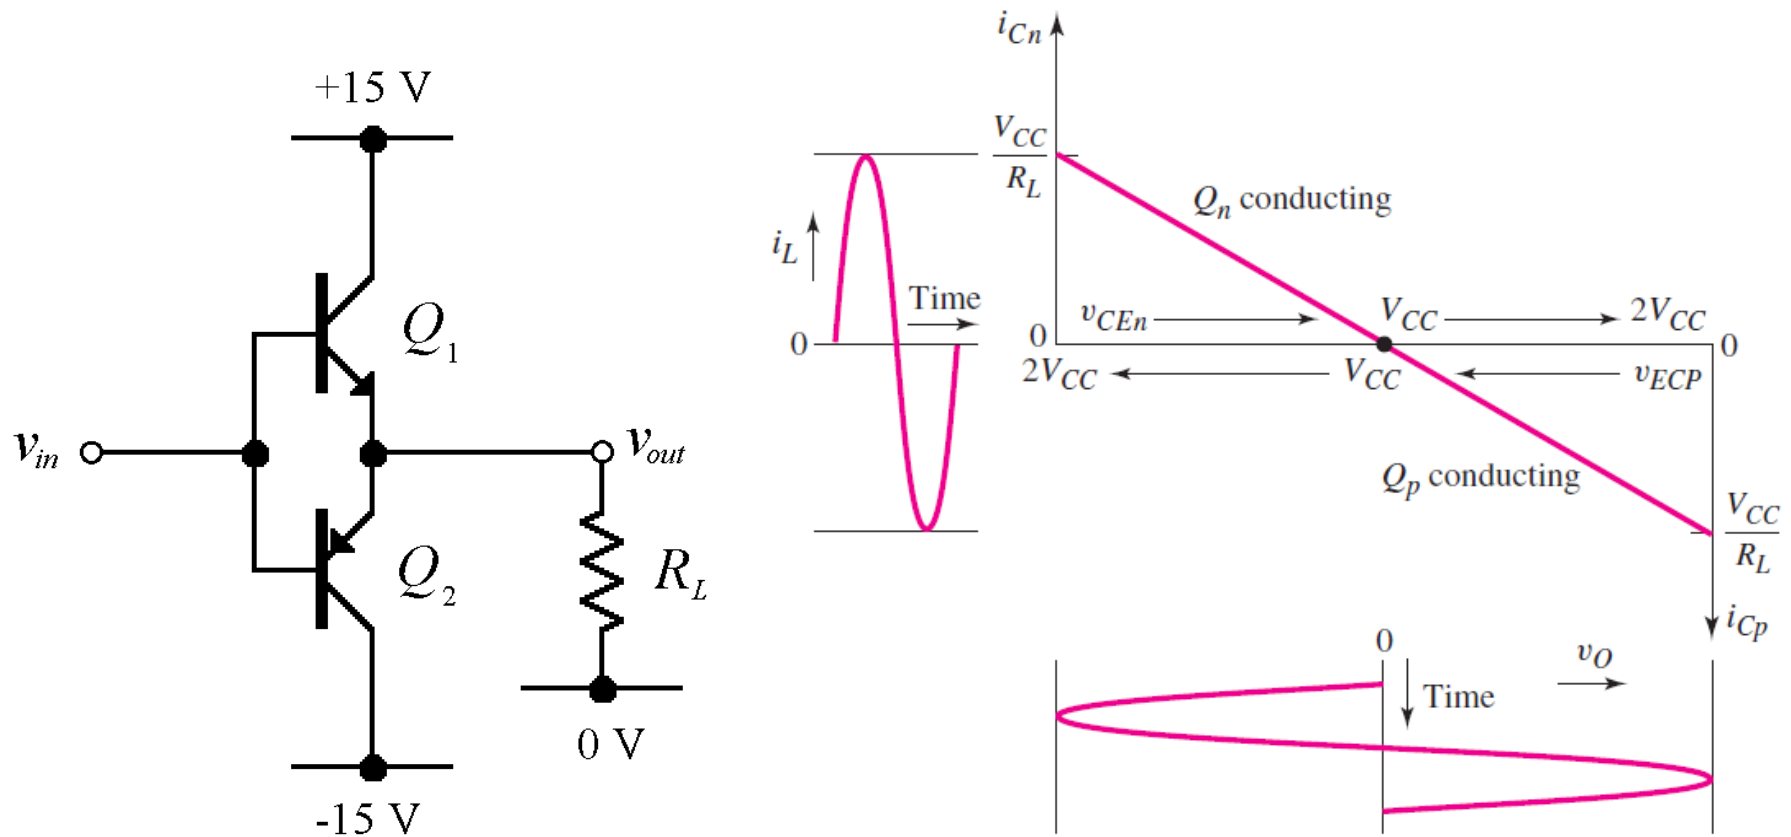 +15 V
Q1
vin
vout
Q2
RL
0 V
-15 V
iCn
VCC
RL
Qn conducting
iL
Time
0
0
vCEn
VCC
2VCC
0
2VCC
VCC
vECP
Qp conducting
VCC
RL
iCp
0
vO
Time